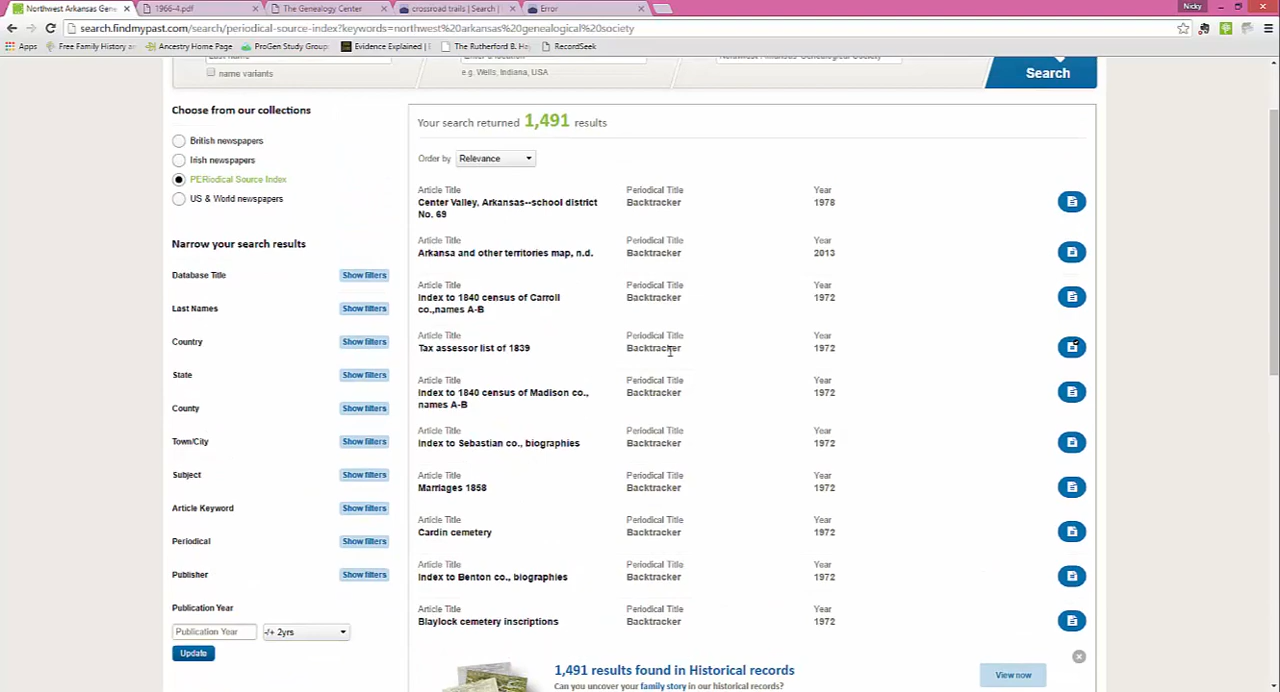 Northwest Arkansas Gene
1966-4.pdf
The Genealogy Center
crossroad trails | Search |
Error
Nicky
search.findmypast.com/search/periodical-source-index?keywords=northwest%20arkansas%20genealogical%20society
Apps
Free Family History an
Ancestry Home Page
ProGen Study Group
Evidence Explained |
The Rutherford B. Ha
RecordSeek
name variants
e.g. Wells, Indiana, USA
Search
Choose from our collections
British newspapers
Irish newspapers
PERiodical Source Index
US & World newspapers
Narrow your search results
Database Title Show filters
Last Names Show filters
Country Show filters
State Show filters
County Show filters
Town/City Show filters
Subject Show filters
Article Keyword Show filters
Periodical Show filters
Publisher Show filters
Publication Year
Publication Year -/+ 2yrs
Update
Your search returned 1,491 results
Order by Relevance
Article Title Periodical Title Year
Center Valley, Arkansas--school district Backtracker 1978
No. 69
Article Title Periodical Title Year
Arkansa and other territories map, n.d. Backtracker 2013
Article Title Periodical Title Year
Index to 1840 census of Carroll Backtracker 1972
co.,names A-B
Article Title Periodical Title Year
Tax assessor list of 1839 Backtracker 1972
Article Title Periodical Title Year
Index to 1840 census of Madison co., Backtracker 1972
names A-B
Article Title Periodical Title Year
Index to Sebastian co., biographies Backtracker 1972
Article Title Periodical Title Year
Marriages 1858 Backtracker 1972
Article Title Periodical Title Year
Cardin cemetery Backtracker 1972
Article Title Periodical Title Year
Index to Benton co., biographies Backtracker 1972
Article Title Periodical Title Year
Blaylock cemetery inscriptions Backtracker 1972
1,491 results found in Historical records
Can you uncover your family story in our historical records?
View now